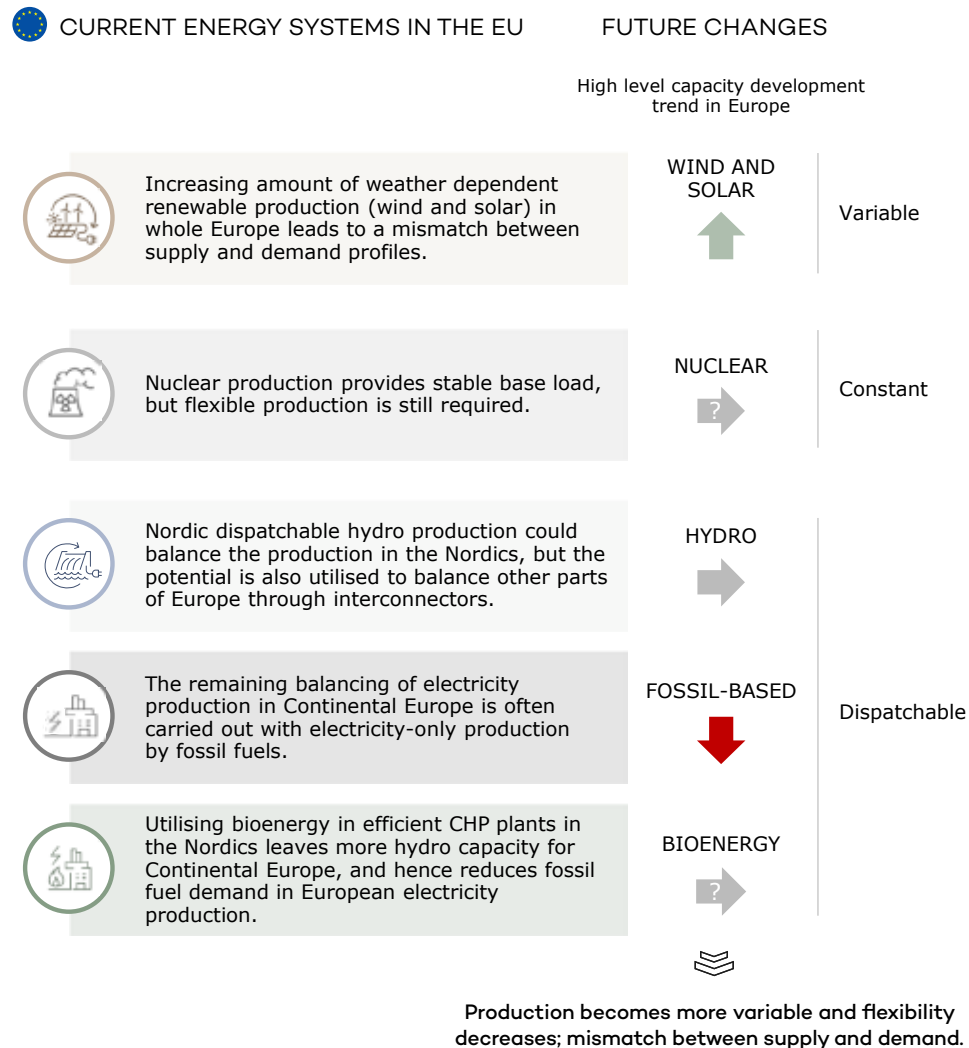 CURRENT ENERGY SYSTEMS IN THE EU
FUTURE CHANGES
High level capacity development
trend in Europe
Increasing amount of weather dependent
renewable production (wind and solar) in
whole Europe leads to a mismatch between
supply and demand profiles.
WIND AND
SOLAR
Variable
Nuclear production provides stable base load,
but flexible production is still required.
NUCLEAR
?
Constant
Nordic dispatchable hydro production could
balance the production in the Nordics, but the
potential is also utilised to balance other parts
of Europe through interconnectors.
HYDRO
The remaining balancing of electricity
production in Continental Europe is often
carried out with electricity-only production
by fossil fuels.
FOSSIL-BASED
Dispatchable
Utilising bioenergy in efficient CHP plants in
the Nordics leaves more hydro capacity for
Continental Europe, and hence reduces fossil
fuel demand in European electricity
production.
BIOENERGY
?
Production becomes more variable and flexibility
decreases; mismatch between supply and demand.